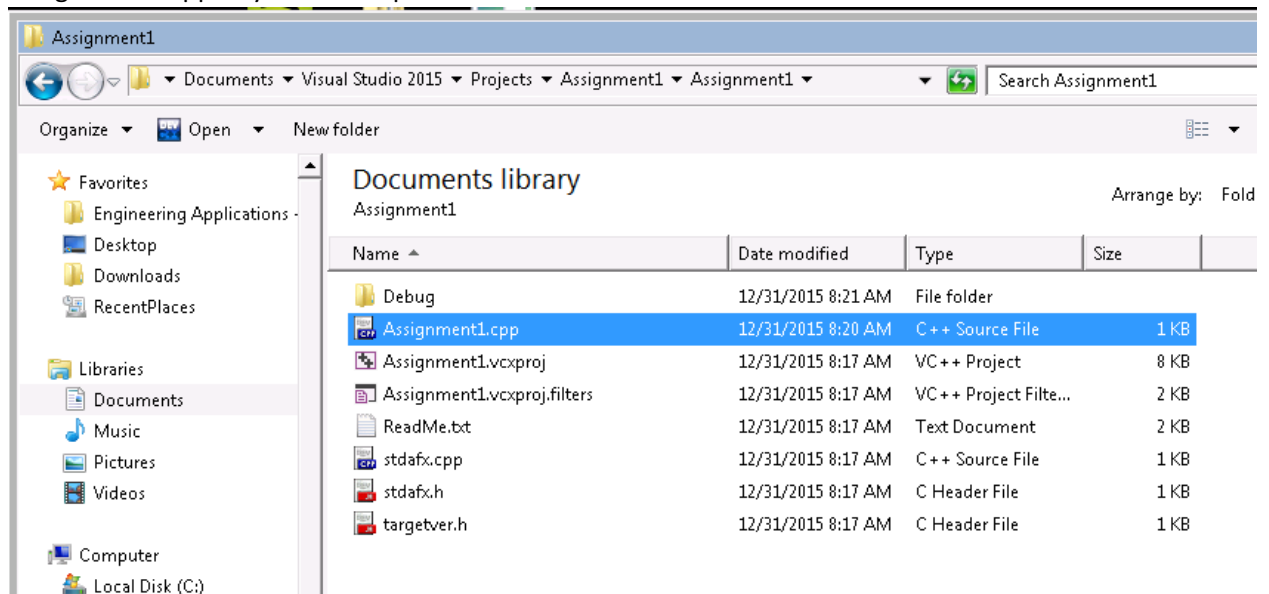 Assignment1
Documents Visual Studio 2015 Projects Assignment1 Assignment1 Search Assignment1
Organize Open New folder
Favorites
Engineering Applications -
Desktop
Downloads
RecentPlaces
Libraries
Documents
Music
Pictures
Videos
Computer
Local Disk (C:)
Documents library
Assignment1
Arrange by: Fold
Name Date modified Type Size
Debug 12/31/2015 8:21 AM File folder
Assignment1.cpp 12/31/2015 8:20 AM C++ Source File 1 KB
Assignment1.vcxproj 12/31/2015 8:17 AM VC++ Project 8 KB
Assignment1.vcxproj.filters 12/31/2015 8:17 AM VC++ Project Filte... 2 KB
ReadMe.txt 12/31/2015 8:17 AM Text Document 2 KB
stdafx.cpp 12/31/2015 8:17 AM C++ Source File 1 KB
stdafx.h 12/31/2015 8:17 AM C Header File 1 KB
targetver.h 12/31/2015 8:17 AM C Header File 1 KB